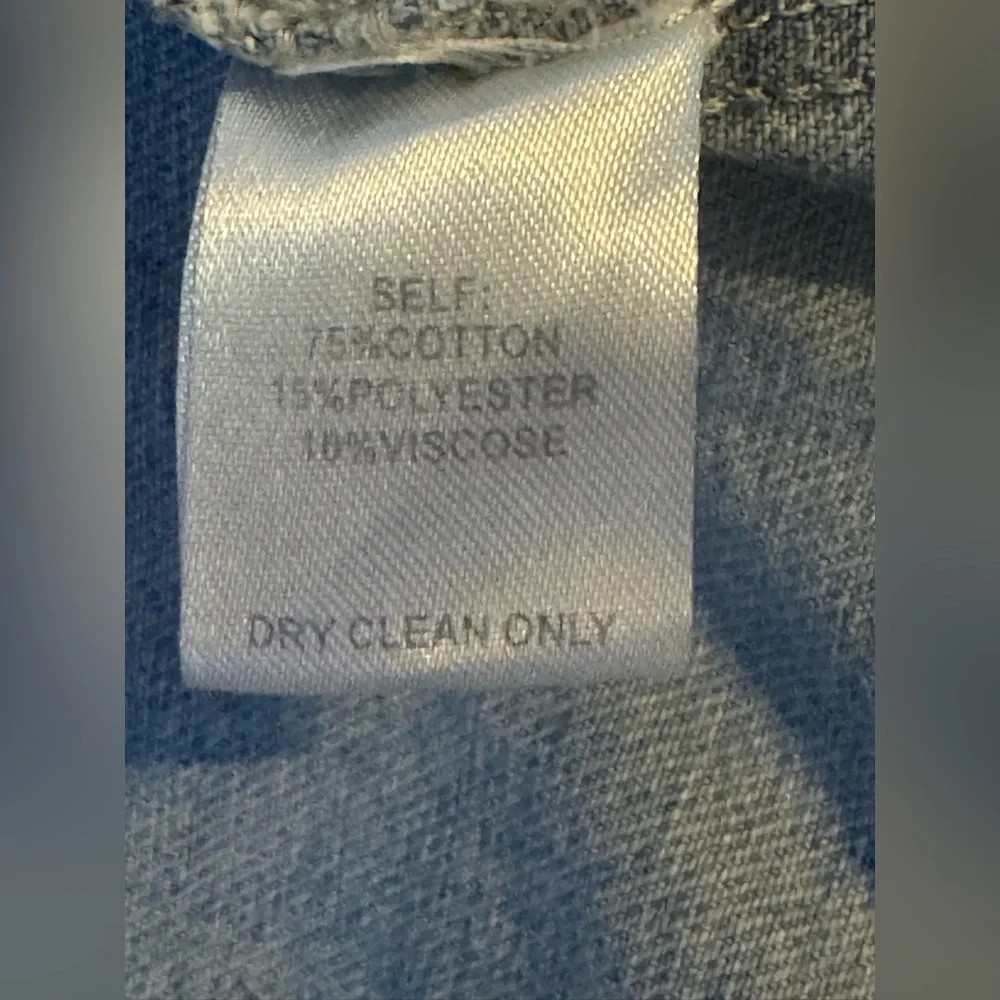 SELF:
75%COTTON
15%POLYESTER
10%VISCOSE
DRY CLEAN ONLY